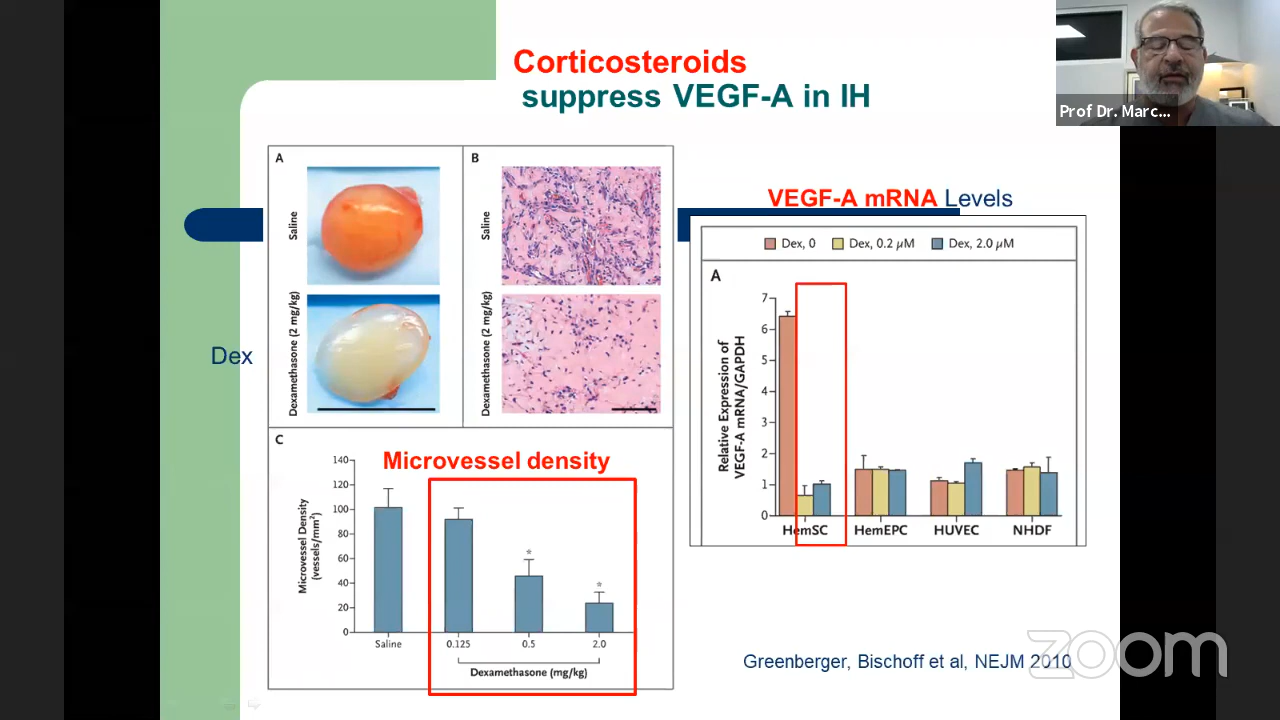 Corticosteroids
suppress VEGF-A in IH
Prof Dr. Marc...
A
B
Saline
Saline
Dexamethasone (2 mg/kg)
Dexamethasone (2 mg/kg)
Dex
C
Microvessel density
Microvessel Density
(vessels/mm²)
140
120
100
80
60
40
20
0
*
*
Saline
0.125
0.5
2.0
Dexamethasone (mg/kg)
VEGF-A mRNA Levels
Dex, 0
Dex, 0.2 µM
Dex, 2.0 µM
A
Relative Expression of
VEGF-A mRNA/GAPDH
7
6
5
4
3
2
1
0
HemSC
HemEPC
HUVEC
NHDF
Greenberger, Bischoff et al, NEJM 2010
zoom